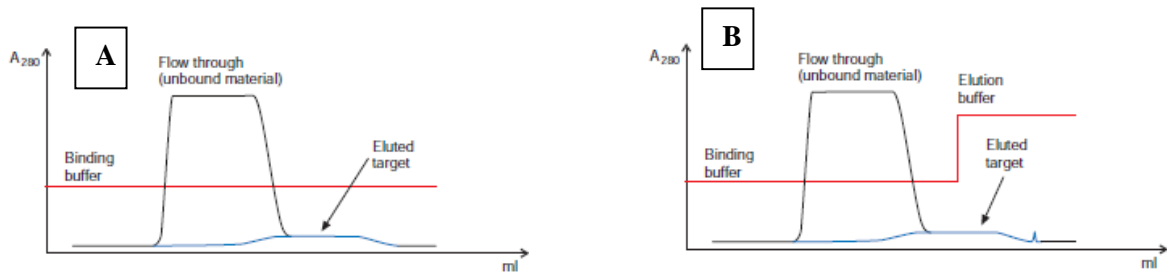 A
A280
Flow through
(unbound material)
Binding
buffer
Eluted
target
ml
B
A280
Flow through
(unbound material)
Elution
buffer
Binding
buffer
Eluted
target
ml